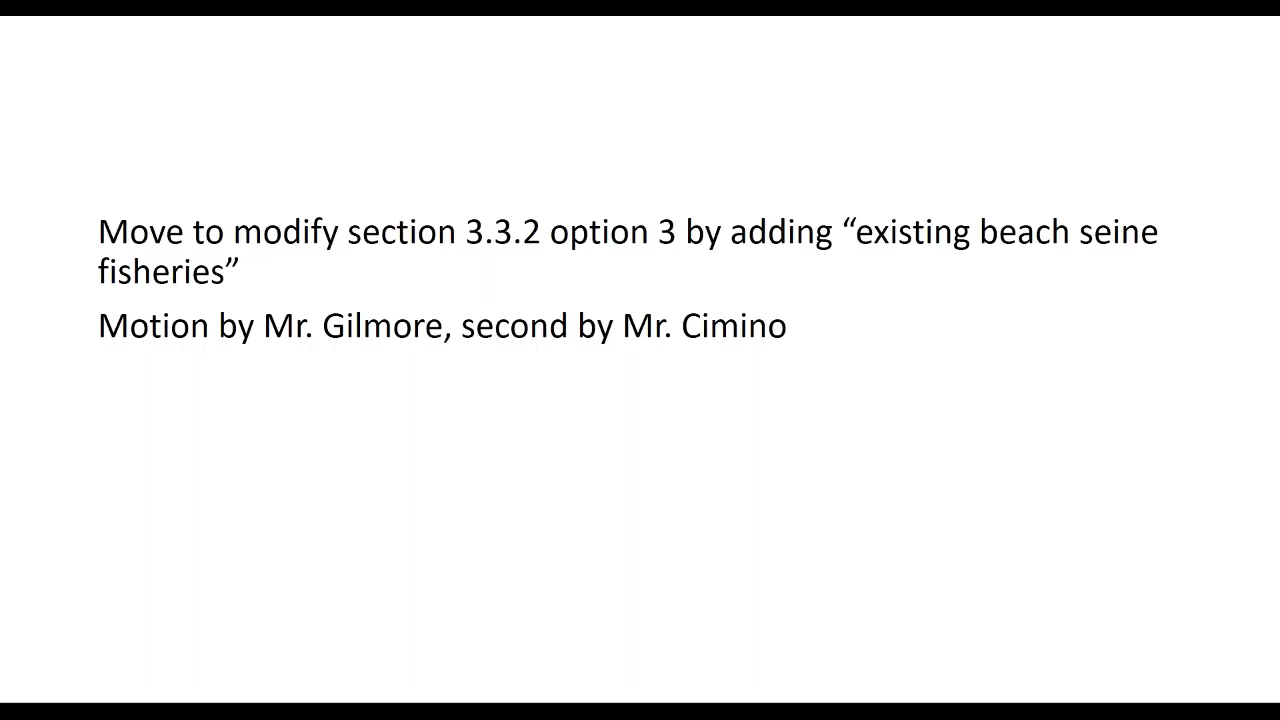 Move to modify section 3.3.2 option 3 by adding “existing beach seine
fisheries”
Motion by Mr. Gilmore, second by Mr. Cimino